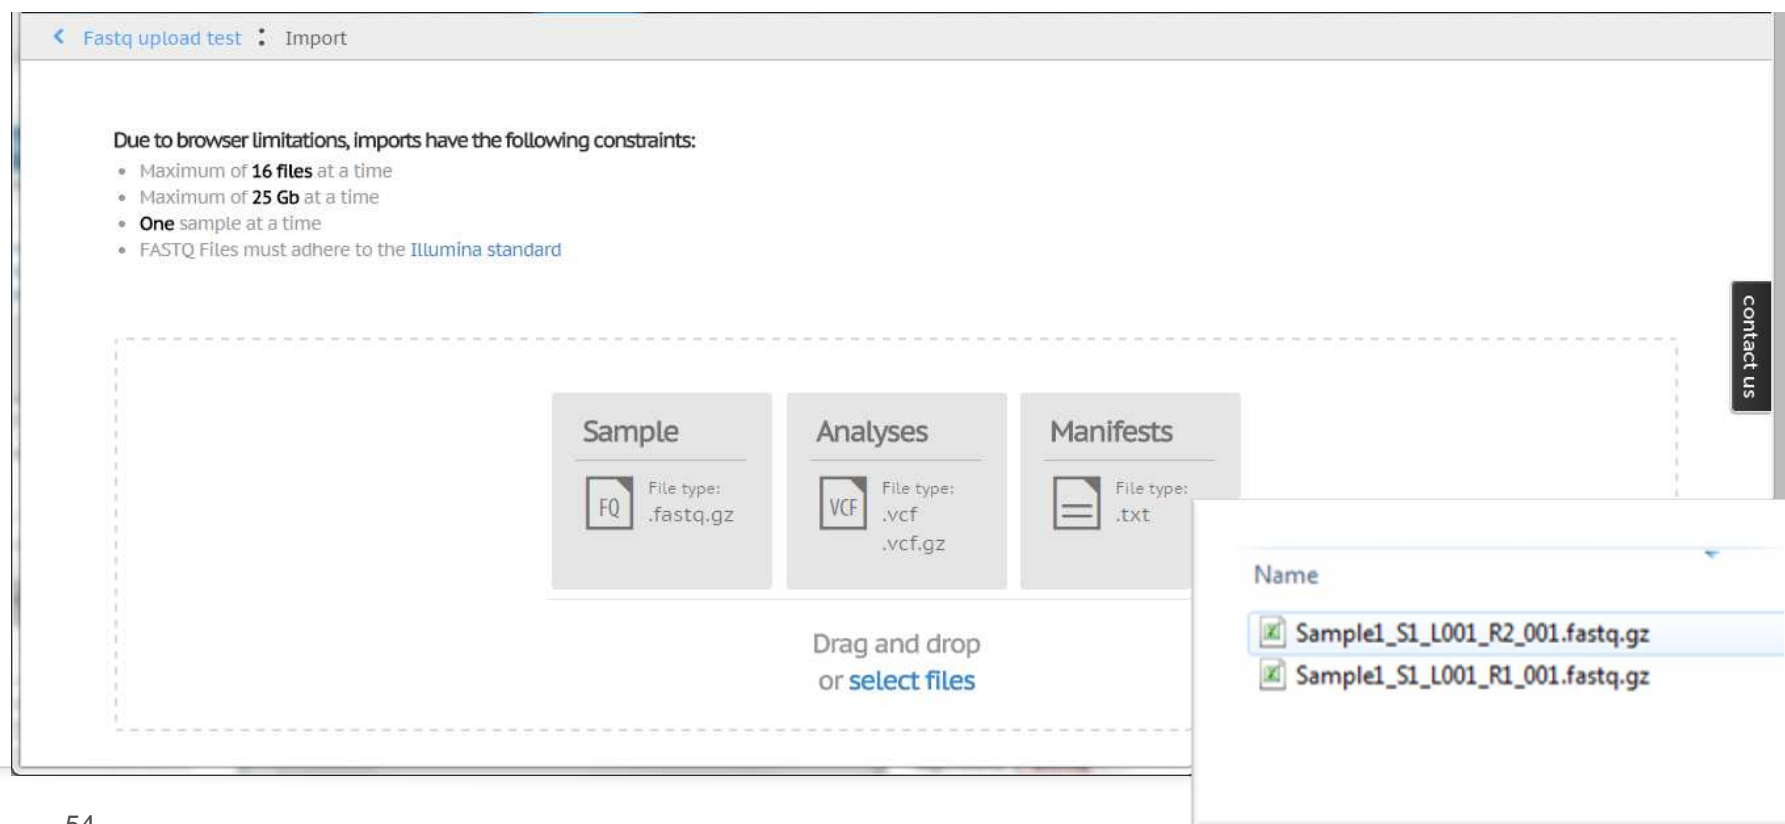 Fastq upload test : Import
Due to browser limitations, imports have the following constraints:
Maximum of 16 files at a time
Maximum of 25 Gb at a time
One sample at a time
FASTQ Files must adhere to the Illumina standard
contact us
Sample
FQ
File type:
.fastq.gz
Analyses
VCF
File type:
.vcf
.vcf.gz
Manifests
File type:
.txt
Drag and drop
or select files
Name
Sample1_S1_L001_R2_001.fastq.gz
Sample1_S1_L001_R1_001.fastq.gz
54